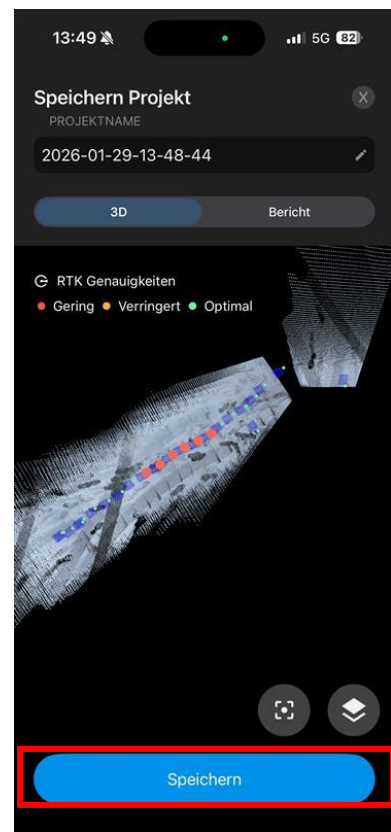 13:49 5G 82
Speichern Projekt X
PROJEKTNAME
2026-01-29-13-48-44
3D Bericht
RTK Genauigkeiten
Gering Verringert Optimal
Speichern